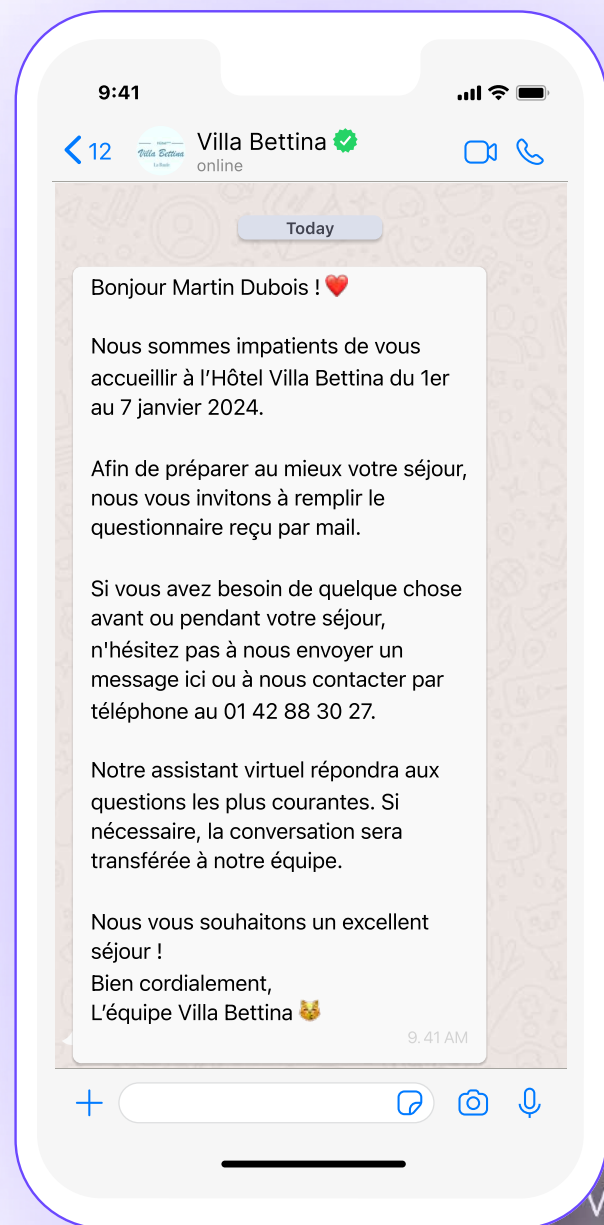 9:41
12
Villa Bettina
Villa Bettina
online
Today
Bonjour Martin Dubois ! ❤️
Nous sommes impatients de vous
accueillir à l’Hôtel Villa Bettina du 1er
au 7 janvier 2024.
Afin de préparer au mieux votre séjour,
nous vous invitons à remplir le
questionnaire reçu par mail.
Si vous avez besoin de quelque chose
avant ou pendant votre séjour,
n'hésitez pas à nous envoyer un
message ici ou à nous contacter par
téléphone au 01 42 88 30 27.
Notre assistant virtuel répondra aux
questions les plus courantes. Si
nécessaire, la conversation sera
transférée à notre équipe.
Nous vous souhaitons un excellent
séjour !
Bien cordialement,
L’équipe Villa Bettina 😽
9.41 AM